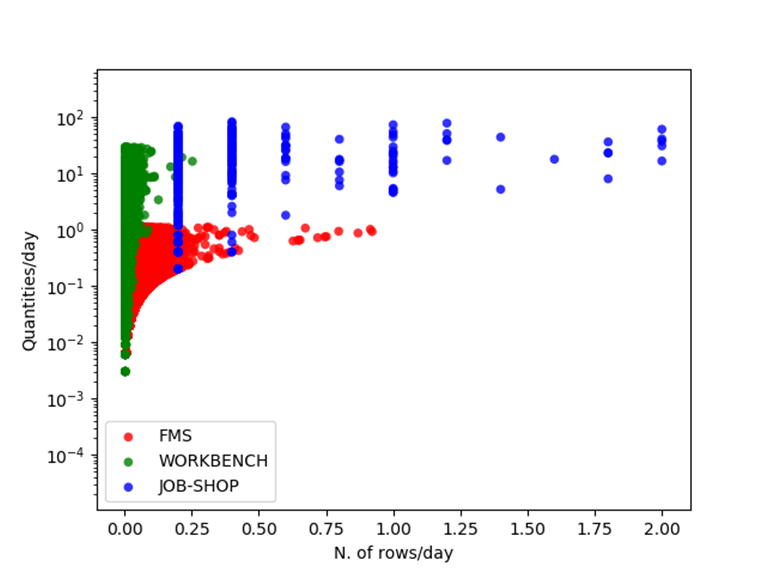 Quantities/day
10²
10¹
10⁰
10⁻¹
10⁻²
10⁻³
10⁻⁴
FMS
WORKBENCH
JOB-SHOP
0.00 0.25 0.50 0.75 1.00 1.25 1.50 1.75 2.00
N. of rows/day